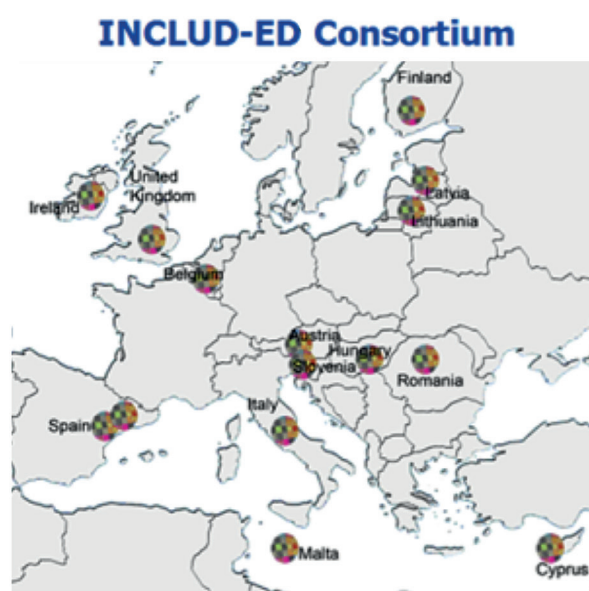 INCLUD-ED Consortium
Finland
Latvia
Lithuania
United
Kingdom
Ireland
Belgium
Austria
Hungary
Slovenia
Romania
Italy
Spain
Malta
Cyprus